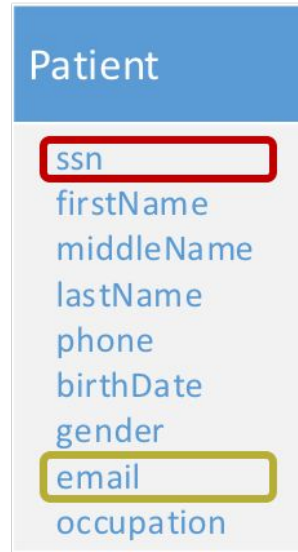 Patient
ssn
firstName
middleName
lastName
phone
birthDate
gender
email
occupation